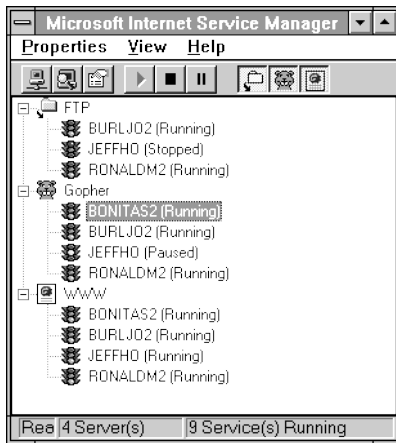 Microsoft Internet Service Manager
Properties View Help
FTP
BURLJO2 (Running)
JEFFHO (Stopped)
RONALDM2 (Running)
Gopher
BONITAS2 (Running)
BURLJO2 (Running)
JEFFHO (Paused)
RONALDM2 (Running)
WWW
BONITAS2 (Running)
BURLJO2 (Running)
JEFFHO (Running)
RONALDM2 (Running)
Rea 4 Server(s) 9 Service(s) Running